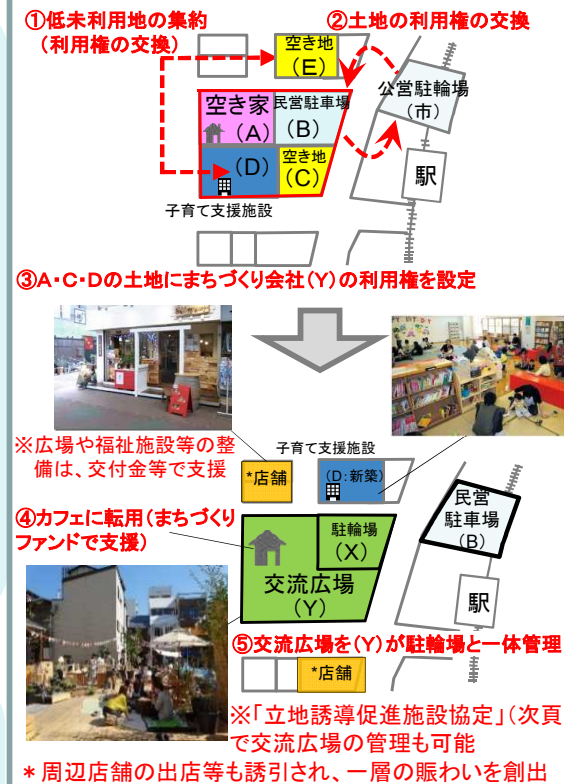 ①低未利用地の集約
（利用権の交換）
②土地の利用権の交換
空き地
（E）
公営駐輪場
（市）
空き家
（A）
民営駐車場
（B）
（D）
空き地
（C）
駅
子育て支援施設
③A・C・Dの土地にまちづくり会社（Y）の利用権を設定
※広場や福祉施設等の整
備は、交付金等で支援
子育て支援施設
*店舗
（D：新築）
④カフェに転用（まちづくり
ファンドで支援）
駐輪場
（X）
民営
駐車場
（B）
交流広場
（Y）
駅
⑤交流広場を（Y）が駐輪場と一体管理
*店舗
※「立地誘導促進施設協定」（次頁
で交流広場の管理も可能
＊周辺店舗の出店等も誘引され、一層の賑わいを創出